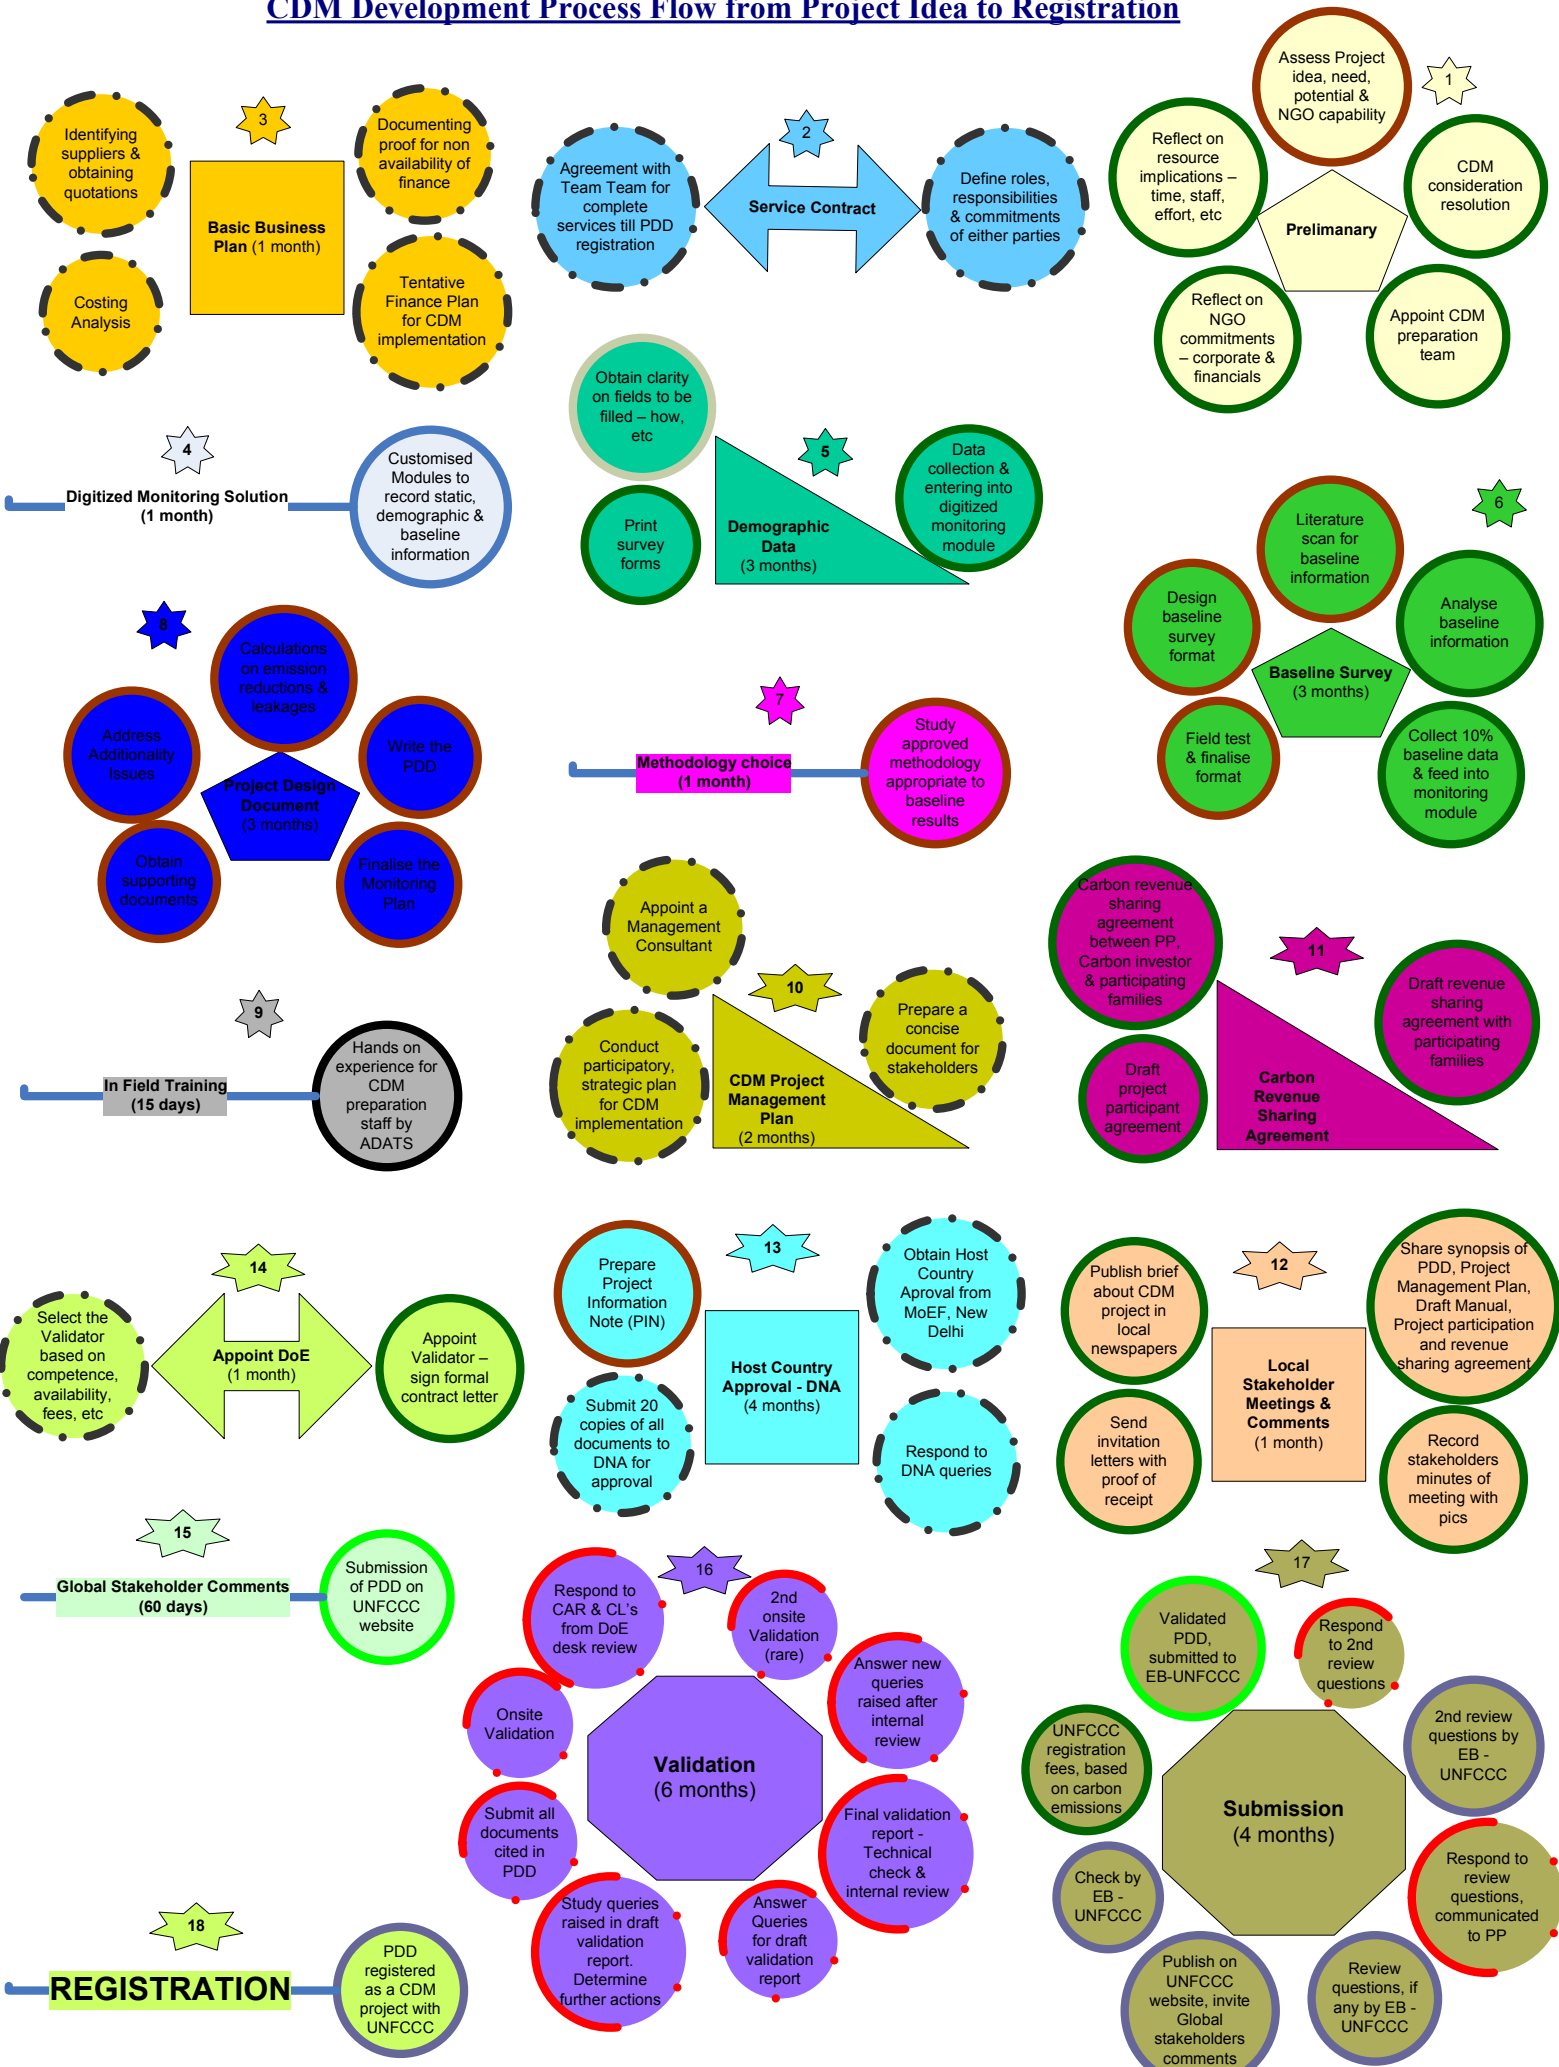 CDM Development Process Flow from Project Idea to Registration
1
Assess Project
idea, need,
potential &
NGO capability
Reflect on
resource
implications –
time, staff,
effort, etc
CDM
consideration
resolution
Prelimanary
Reflect on
NGO
commitments
– corporate &
financials
Appoint CDM
preparation
team
2
Agreement with
Team Team for
complete
services till PDD
registration
Service Contract
Define roles,
responsibilities
& commitments
of either parties
3
Identifying
suppliers &
obtaining
quotations
Documenting
proof for non
availability of
finance
Basic Business
Plan (1 month)
Costing
Analysis
Tentative
Finance Plan
for CDM
implementation
4
Digitized Monitoring Solution
(1 month)
Customised
Modules to
record static,
demographic &
baseline
information
5
Obtain clarity
on fields to be
filled – how,
etc
Print
survey
forms
Demographic
Data
(3 months)
Data
collection &
entering into
digitized
monitoring
module
6
Literature
scan for
baseline
information
Design
baseline
survey
format
Analyse
baseline
information
Baseline Survey
(3 months)
Field test
& finalise
format
Collect 10%
baseline data
& feed into
monitoring
module
7
Methodology choice
(1 month)
Study
approved
methodology
appropriate to
baseline
results
8
Calculations
on emission
reductions &
leakages
Address
Additionality
Issues
Write the
PDD
Project Design
Document
(3 months)
Obtain
supporting
documents
Finalise the
Monitoring
Plan
9
In Field Training
(15 days)
Hands on
experience for
CDM
preparation
staff by
ADATS
10
Appoint a
Management
Consultant
Conduct
participatory,
strategic plan
for CDM
implementation
CDM Project
Management
Plan
(2 months)
Prepare a
concise
document for
stakeholders
11
Carbon revenue
sharing
agreement
between PP,
Carbon investor
& participating
families
Draft
project
participant
agreement
Carbon
Revenue
Sharing
Agreement
Draft revenue
sharing
agreement with
participating
families
12
Publish brief
about CDM
project in
local
newspapers
Share synopsis of
PDD, Project
Management Plan,
Draft Manual,
Project participation
and revenue
sharing agreement
Local
Stakeholder
Meetings &
Comments
(1 month)
Send
invitation
letters with
proof of
receipt
Record
stakeholders
minutes of
meeting with
pics
13
Prepare
Project
Information
Note (PIN)
Obtain Host
Country
Aproval from
MoEF, New
Delhi
Host Country
Approval - DNA
(4 months)
Submit 20
copies of all
documents to
DNA for
approval
Respond to
DNA queries
14
Select the
Validator
based on
competence,
availability,
fees, etc
Appoint DoE
(1 month)
Appoint
Validator –
sign formal
contract letter
15
Global Stakeholder Comments
(60 days)
Submission
of PDD on
UNFCCC
website
16
Respond to
CAR & CL's
from DoE
desk review
2nd
onsite
Validation
(rare)
Onsite
Validation
Answer new
queries
raised after
internal
review
Validation
(6 months)
Submit all
documents
cited in
PDD
Final validation
report -
Technical
check &
internal review
Study queries
raised in draft
validation
report.
Determine
further actions
Answer
Queries
for draft
validation
report
17
Validated
PDD,
submitted to
EB-UNFCCC
Respond
to 2nd
review
questions
UNFCCC
registration
fees, based
on carbon
emissions
2nd review
questions by
EB -
UNFCCC
Submission
(4 months)
Check by
EB -
UNFCCC
Respond to
review
questions,
communicated
to PP
Publish on
UNFCCC
website, invite
Global
stakeholders
comments
Review
questions, if
any by EB -
UNFCCC
18
REGISTRATION
PDD
registered
as a CDM
project with
UNFCCC